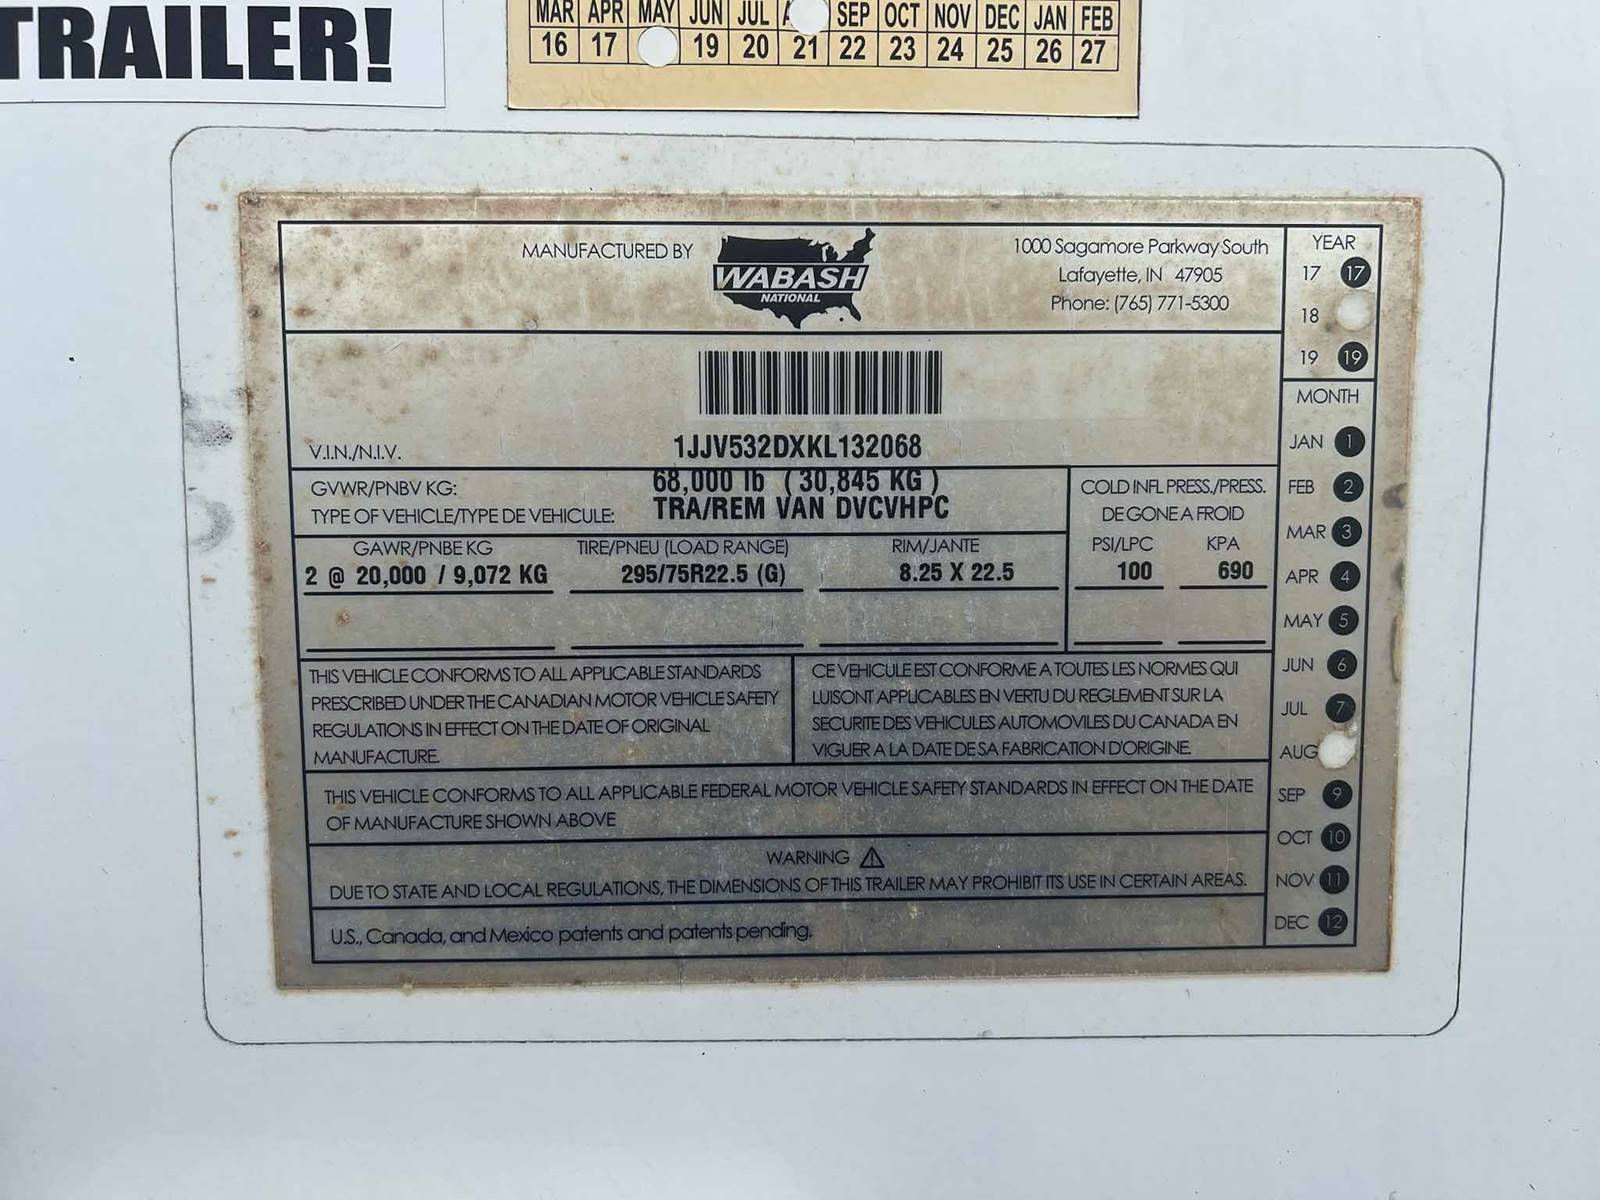 TRAILER!
MAR APR MAY JUN JUL SEP OCT NOV DEC JAN FEB
16 17 19 20 21 22 23 24 25 26 27
MANUFACTURED BY
WABASH
NATIONAL
1000 Sagamore Parkway South
Lafayette, IN 47905
Phone: (765) 771-5300
YEAR
17 17
18
19 19
V.I.N./N.I.V.
1JJV532DXKL132068
GVWR/PNBV KG:
68,000 lb ( 30,845 KG )
TYPE OF VEHICLE/TYPE DE VEHICULE:
TRA/REM VAN DVCVHPC
COLD INFL PRESS./PRESS.
DE GONE A FROID
GAWR/PNBE KG TIRE/PNEU (LOAD RANGE) RIM/JANTE PSI/LPC KPA
2 @ 20,000 / 9,072 KG 295/75R22.5 (G) 8.25 X 22.5 100 690
THIS VEHICLE CONFORMS TO ALL APPLICABLE STANDARDS
PRESCRIBED UNDER THE CANADIAN MOTOR VEHICLE SAFETY
REGULATIONS IN EFFECT ON THE DATE OF ORIGINAL
MANUFACTURE.
CE VEHICULE EST CONFORME A TOUTES LES NORMES QUI
LUISONT APPLICABLES EN VERTU DU REGLEMENT SUR LA
SECURITE DES VEHICULES AUTOMOVILES DU CANADA EN
VIGUER A LA DATE DE SA FABRICATION D'ORIGINE.
THIS VEHICLE CONFORMS TO ALL APPLICABLE FEDERAL MOTOR VEHICLE SAFETY STANDARDS IN EFFECT ON THE DATE
OF MANUFACTURE SHOWN ABOVE
WARNING
DUE TO STATE AND LOCAL REGULATIONS, THE DIMENSIONS OF THIS TRAILER MAY PROHIBIT ITS USE IN CERTAIN AREAS.
U.S., Canada, and Mexico patents and patents pending.
MONTH
JAN 1
FEB 2
MAR 3
APR 4
MAY 5
JUN 6
JUL 7
AUG
SEP 9
OCT 10
NOV 11
DEC 12